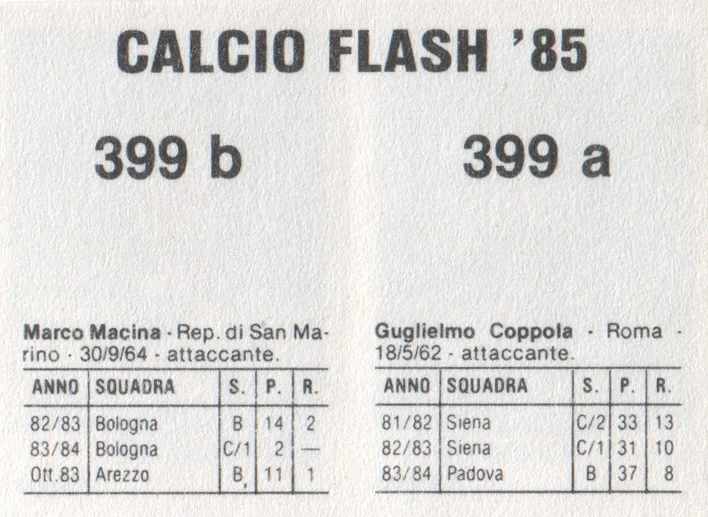 CALCIO FLASH '85
399 b
Marco Macina - Rep. di San Ma-
rino - 30/9/64 - attaccante.
ANNO SQUADRA S. P. R.
82/83 Bologna B 14 2
83/84 Bologna C/1 2 —
Ott.83 Arezzo B, 11 1
399 a
Guglielmo Coppola - Roma -
18/5/62 - attaccante.
ANNO SQUADRA S. P. R.
81/82 Siena C/2 33 13
82/83 Siena C/1 31 10
83/84 Padova B 37 8